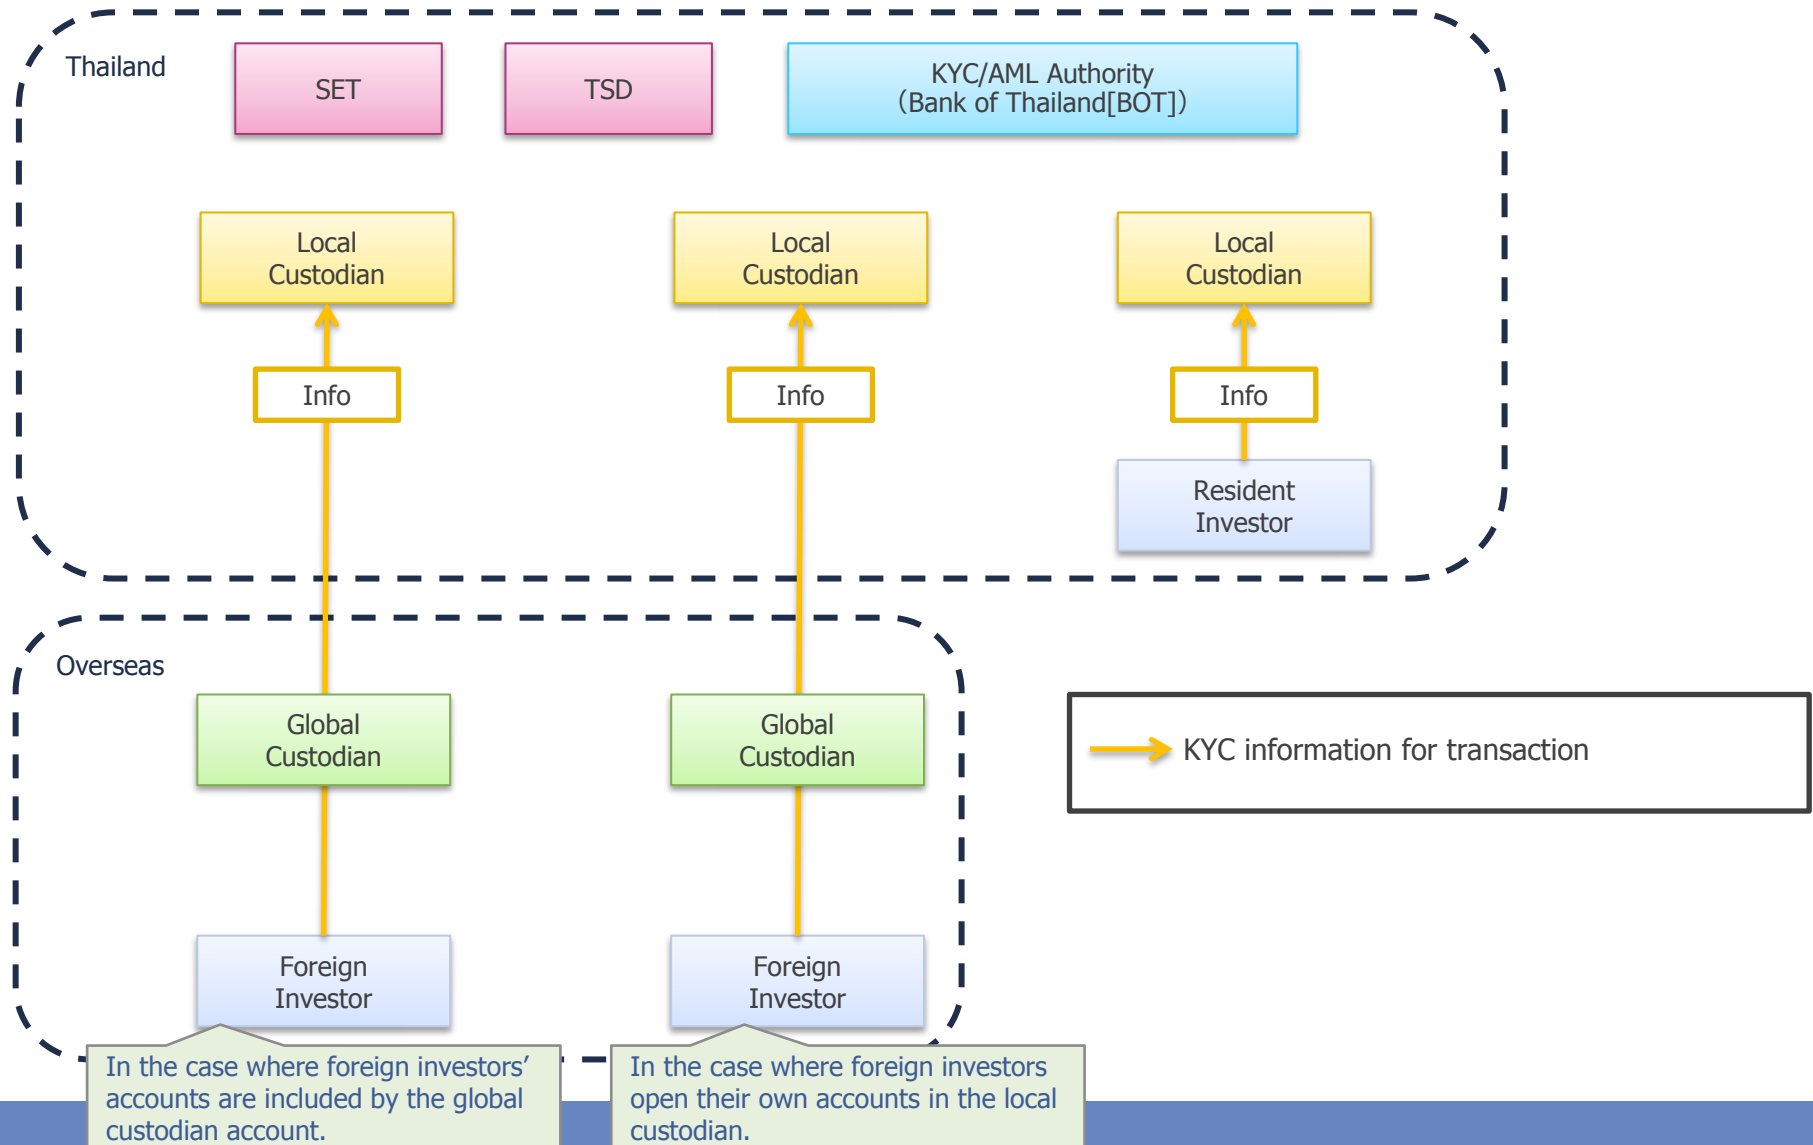 Thailand
SET
TSD
KYC/AML Authority
（Bank of Thailand[BOT]）
Local
Custodian
Local
Custodian
Local
Custodian
Info
Info
Info
Resident
Investor
Overseas
Global
Custodian
Global
Custodian
KYC information for transaction
Foreign
Investor
Foreign
Investor
In the case where foreign investors’
accounts are included by the global
custodian account.
In the case where foreign investors
open their own accounts in the local
custodian.